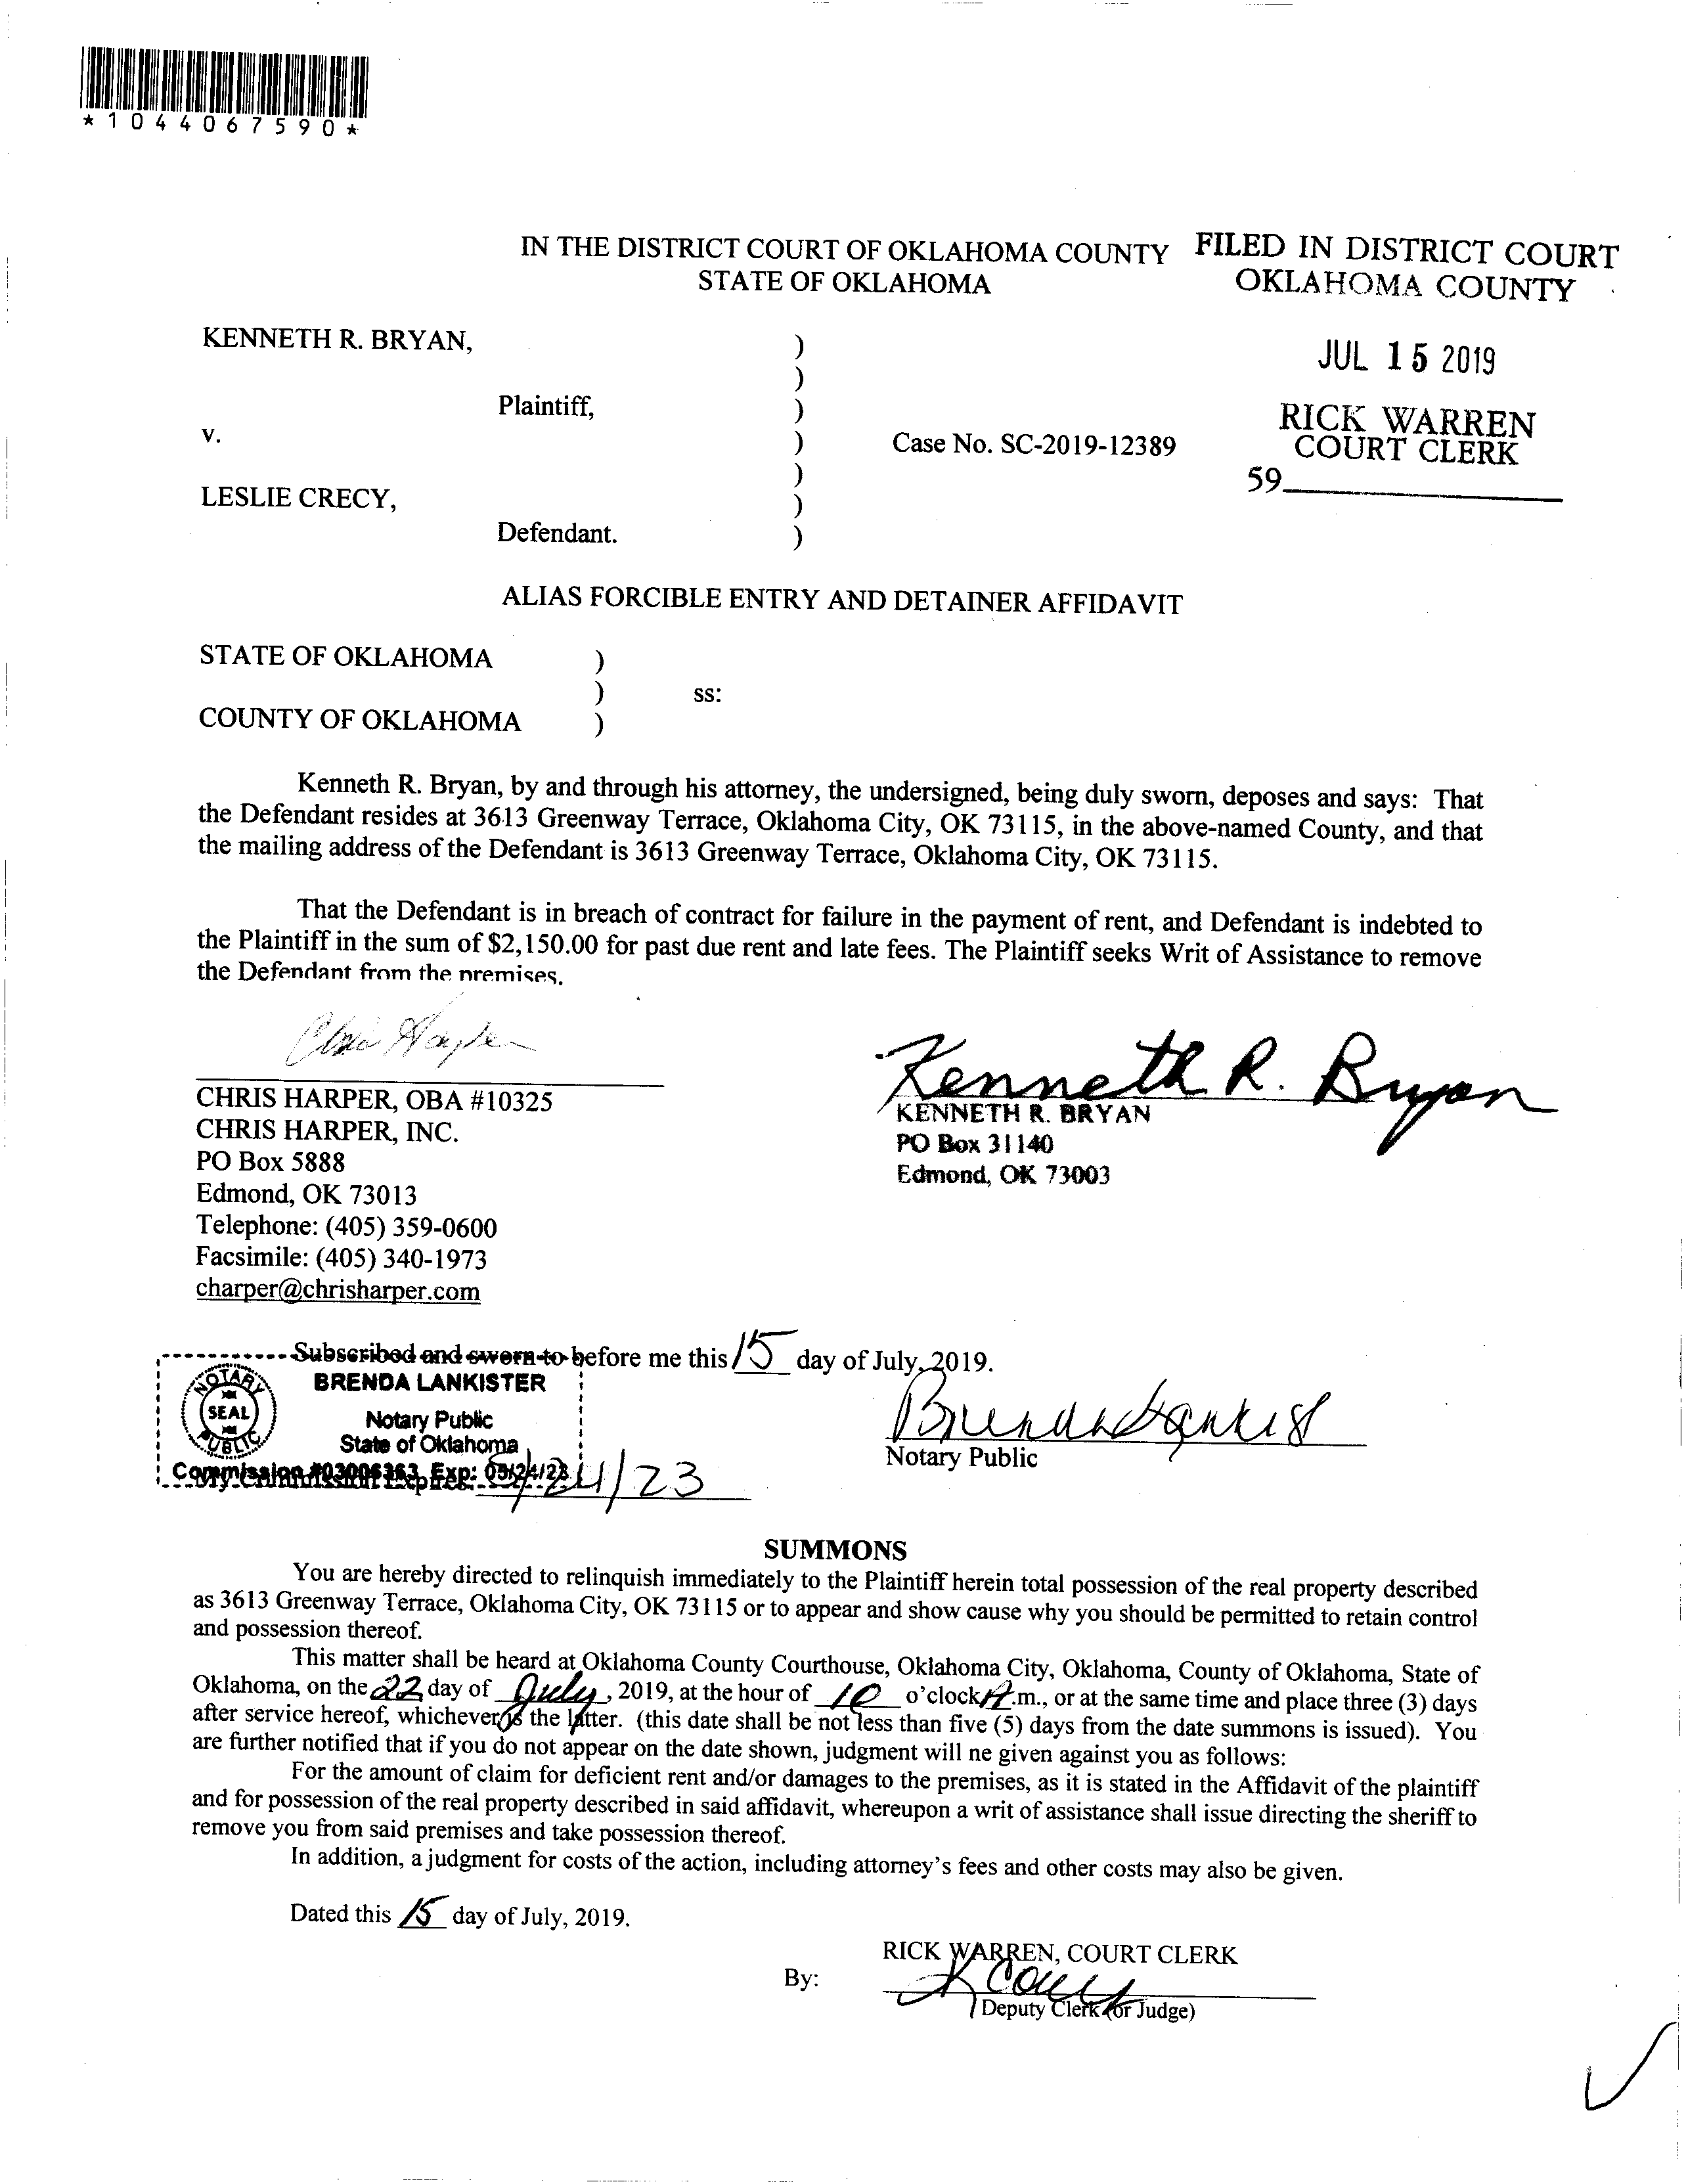 *1044067590*
IN THE DISTRICT COURT OF OKLAHOMA COUNTY
STATE OF OKLAHOMA
FILED IN DISTRICT COURT
OKLAHOMA COUNTY
JUL 15 2019
RICK WARREN
COURT CLERK
59
KENNETH R. BRYAN, )
)
Plaintiff, )
v. ) Case No. SC-2019-12389
)
LESLIE CRECY, )
Defendant. )
ALIAS FORCIBLE ENTRY AND DETAINER AFFIDAVIT
STATE OF OKLAHOMA )
) ss:
COUNTY OF OKLAHOMA )
Kenneth R. Bryan, by and through his attorney, the undersigned, being duly sworn, deposes and says: That
the Defendant resides at 3613 Greenway Terrace, Oklahoma City, OK 73115, in the above-named County, and that
the mailing address of the Defendant is 3613 Greenway Terrace, Oklahoma City, OK 73115.
That the Defendant is in breach of contract for failure in the payment of rent, and Defendant is indebted to
the Plaintiff in the sum of $2,150.00 for past due rent and late fees. The Plaintiff seeks Writ of Assistance to remove
the Defendant from the premises.
Chris Harper
CHRIS HARPER, OBA #10325
CHRIS HARPER, INC.
PO Box 5888
Edmond, OK 73013
Telephone: (405) 359-0600
Facsimile: (405) 340-1973
charper@chrisharper.com
Kenneth R. Bryan
KENNETH R. BRYAN
PO Box 31140
Edmond, OK 73003
Subscribed and sworn to before me this 15 day of July, 2019.
NOTARY SEAL PUBLIC
BRENDA LANKISTER
Notary Public
State of Oklahoma
Commission #03006363 Exp: 05/24/23
Brenda Lankist
Notary Public
My Commission Expires: 5/24/23
SUMMONS
You are hereby directed to relinquish immediately to the Plaintiff herein total possession of the real property described
as 3613 Greenway Terrace, Oklahoma City, OK 73115 or to appear and show cause why you should be permitted to retain control
and possession thereof.
This matter shall be heard at Oklahoma County Courthouse, Oklahoma City, Oklahoma, County of Oklahoma, State of
Oklahoma, on the 22 day of July, 2019, at the hour of 10 o'clock A.m., or at the same time and place three (3) days
after service hereof, whichever is the latter. (this date shall be not less than five (5) days from the date summons is issued). You
are further notified that if you do not appear on the date shown, judgment will ne given against you as follows:
For the amount of claim for deficient rent and/or damages to the premises, as it is stated in the Affidavit of the plaintiff
and for possession of the real property described in said affidavit, whereupon a writ of assistance shall issue directing the sheriff to
remove you from said premises and take possession thereof.
In addition, a judgment for costs of the action, including attorney's fees and other costs may also be given.
Dated this 15 day of July, 2019.
RICK WARREN, COURT CLERK
By:
Deputy Clerk (or Judge)